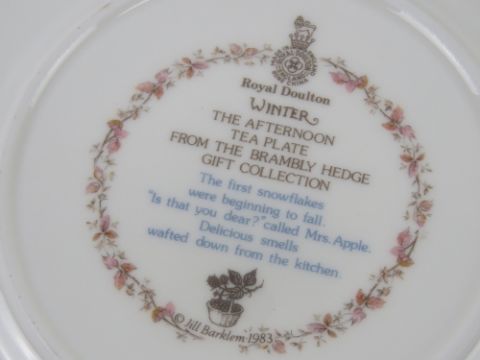 Royal Doulton
WINTER
THE AFTERNOON
TEA PLATE
FROM THE BRAMBLY HEDGE
GIFT COLLECTION
The first snowflakes
were beginning to fall.
"Is that you dear?" called Mrs. Apple.
Delicious smells
wafted down from the kitchen.
© Jill Barklem 1983